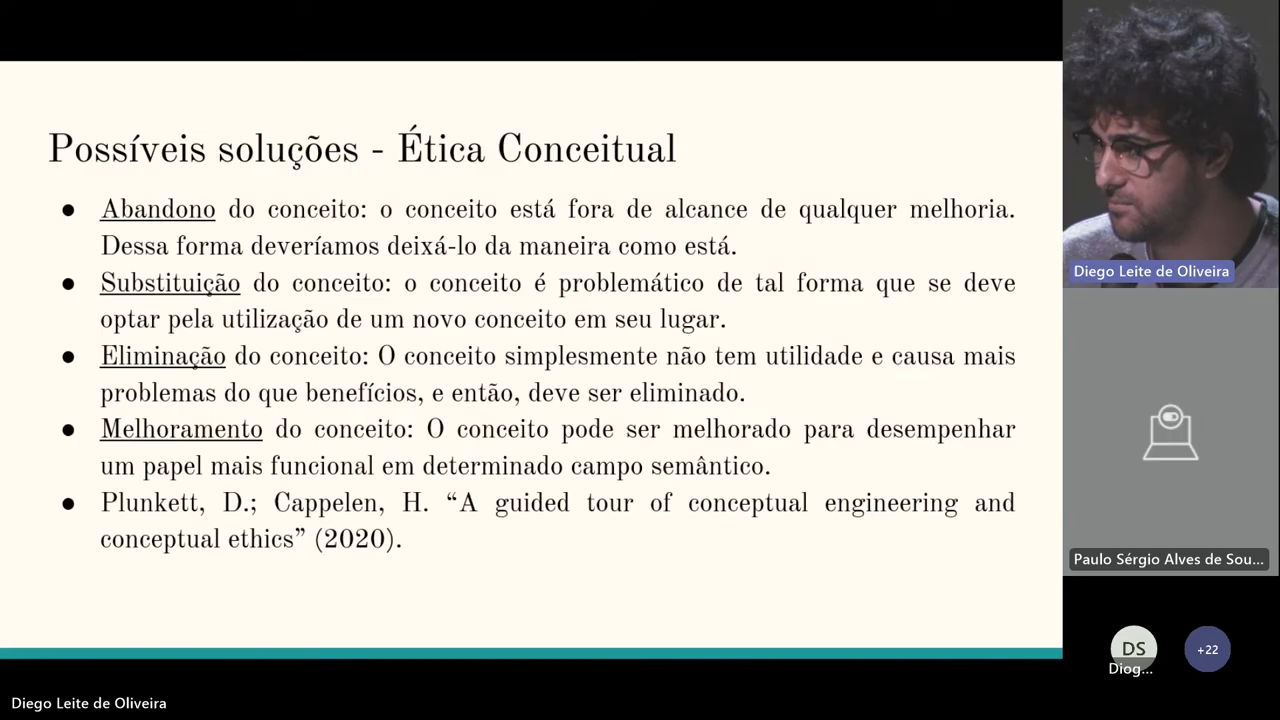 Possíveis soluções - Ética Conceitual
● Abandono do conceito: o conceito está fora de alcance de qualquer melhoria.
Dessa forma deveríamos deixá-lo da maneira como está.
● Substituição do conceito: o conceito é problemático de tal forma que se deve
optar pela utilização de um novo conceito em seu lugar.
● Eliminação do conceito: O conceito simplesmente não tem utilidade e causa mais
problemas do que benefícios, e então, deve ser eliminado.
● Melhoramento do conceito: O conceito pode ser melhorado para desempenhar
um papel mais funcional em determinado campo semântico.
● Plunkett, D.; Cappelen, H. “A guided tour of conceptual engineering and
conceptual ethics” (2020).
Diego Leite de Oliveira
Paulo Sérgio Alves de Sou...
DS
Diog...
+22
Diego Leite de Oliveira